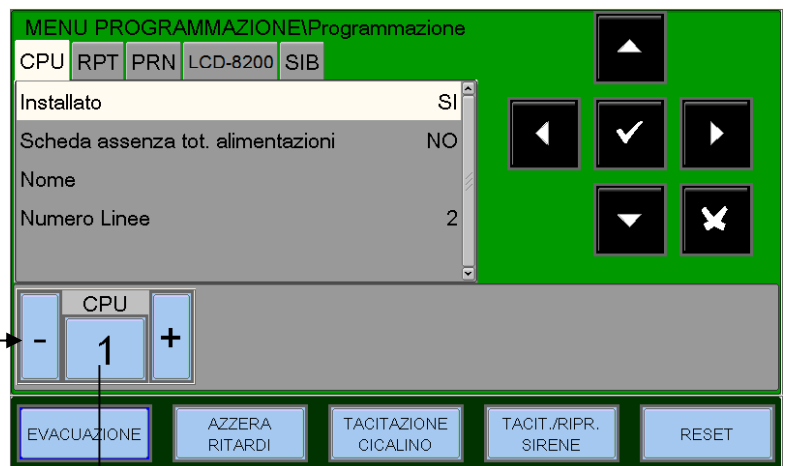 MENU PROGRAMMAZIONE\Programmazione
CPU RPT PRN LCD-8200 SIB
Installato SI
Scheda assenza tot. alimentazioni NO
Nome
Numero Linee 2
CPU
- 1 +
EVACUAZIONE
AZZERA
RITARDI
TACITAZIONE
CICALINO
TACIT./RIPR.
SIRENE
RESET